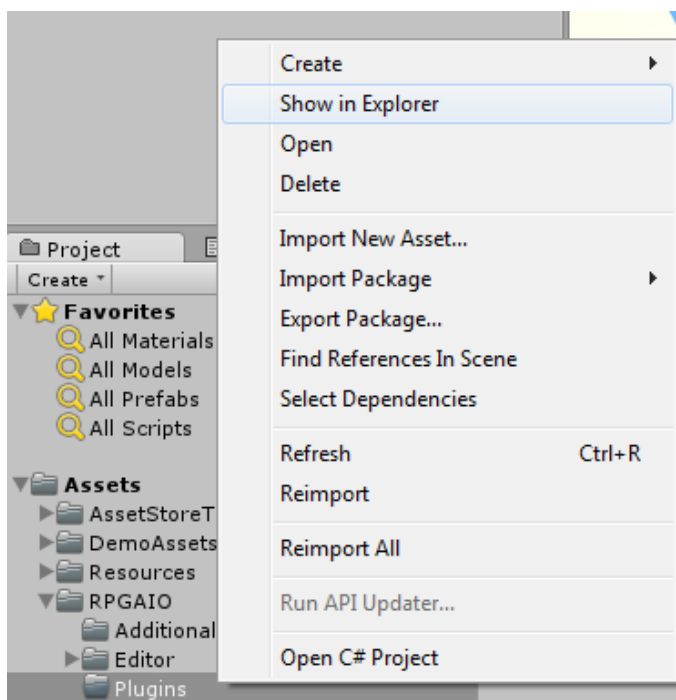 Create
Show in Explorer
Open
Delete
Import New Asset...
Import Package
Export Package...
Find References In Scene
Select Dependencies
Refresh Ctrl+R
Reimport
Reimport All
Run API Updater...
Open C# Project
Project
Create
Favorites
All Materials
All Models
All Prefabs
All Scripts
Assets
AssetStoreT
DemoAssets
Resources
RPGAIO
Additional
Editor
Plugins